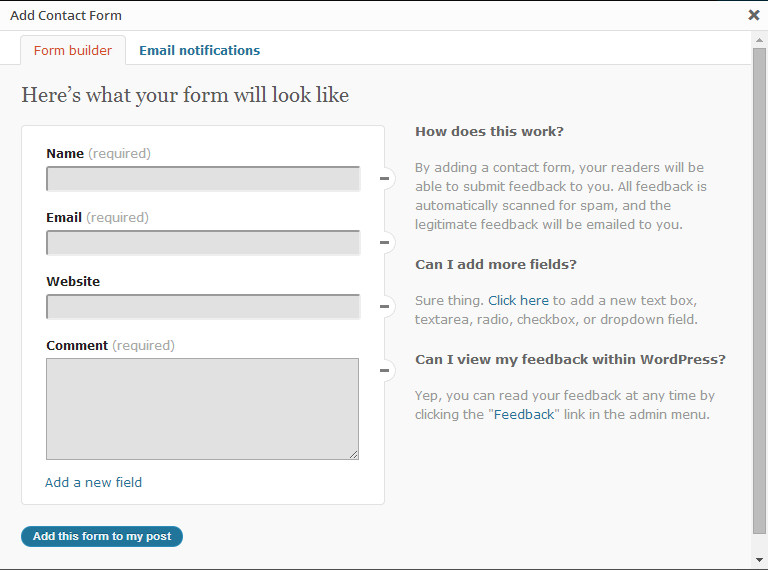 Add Contact Form
Form builder
Email notifications
Here's what your form will look like
Name (required)
Email (required)
Website
Comment (required)
Add a new field
Add this form to my post
How does this work?
By adding a contact form, your readers will be
able to submit feedback to you. All feedback is
automatically scanned for spam, and the
legitimate feedback will be emailed to you.
Can I add more fields?
Sure thing. Click here to add a new text box,
textarea, radio, checkbox, or dropdown field.
Can I view my feedback within WordPress?
Yep, you can read your feedback at any time by
clicking the "Feedback" link in the admin menu.